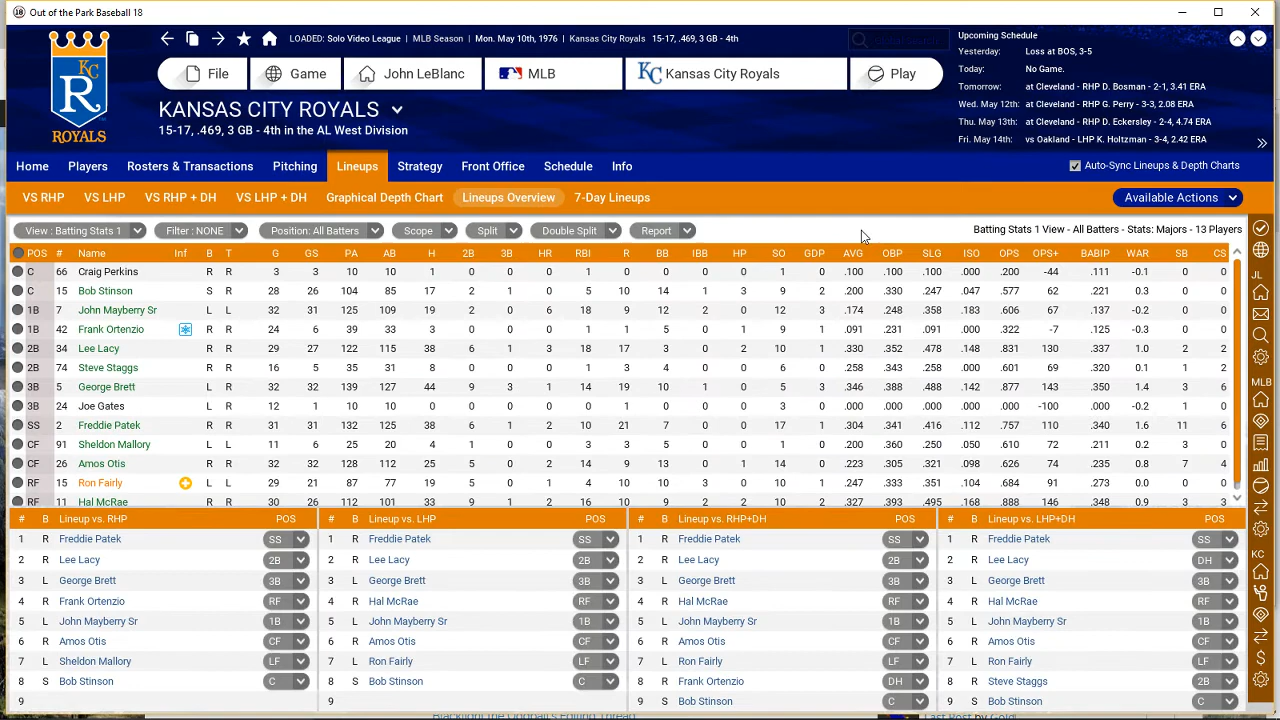 Out of the Park Baseball 18
LOADED: Solo Video League | MLB Season | Mon. May 10th, 1976 | Kansas City Royals 15-17, .469, 3 GB - 4th
Upcoming Schedule
Yesterday: Loss at BOS, 3-5
Today: No Game.
Tomorrow: at Cleveland - RHP D. Bosman - 2-1, 3.41 ERA
Wed. May 12th: at Cleveland - RHP G. Perry - 3-3, 2.08 ERA
Thu. May 13th: at Cleveland - RHP D. Eckersley - 2-4, 4.74 ERA
Fri. May 14th: vs Oakland - LHP K. Holtzman - 3-4, 2.42 ERA
KC R ROYALS
File Game John LeBlanc MLB KC Kansas City Royals Play
KANSAS CITY ROYALS
15-17, .469, 3 GB - 4th in the AL West Division
Home Players Rosters & Transactions Pitching Lineups Strategy Front Office Schedule Info Auto-Sync Lineups & Depth Charts
VS RHP VS LHP VS RHP + DH VS LHP + DH Graphical Depth Chart Lineups Overview 7-Day Lineups Available Actions
View : Batting Stats 1 Filter : NONE Position: All Batters Scope Split Double Split Report Batting Stats 1 View - All Batters - Stats: Majors - 13 Players
POS # Name Inf B T G GS PA AB H 2B 3B HR RBI R BB IBB HP SO GDP AVG OBP SLG ISO OPS OPS+ BABIP WAR SB CS
C 66 Craig Perkins R R 3 3 10 10 1 0 0 0 1 0 0 0 0 1 0 .100 .100 .100 .000 .200 -44 .111 -0.1 0 0
C 15 Bob Stinson S R 28 26 104 85 17 2 1 0 5 10 14 1 3 9 2 .200 .330 .247 .047 .577 62 .221 0.3 0 0
1B 7 John Mayberry Sr L L 32 31 125 109 19 2 0 6 18 9 12 2 0 12 3 .174 .248 .358 .183 .606 67 .143 -0.3 0 0
1B 42 Frank Ortenzio R R 24 6 39 33 3 0 0 0 1 1 5 0 1 9 1 .091 .231 .091 .000 .322 -7 .125 -0.3 0 0
2B 34 Lee Lacy R R 29 27 122 115 38 6 1 3 18 17 3 0 2 10 1 .330 .352 .478 .148 .831 130 .337 1.0 2 2
2B 74 Steve Staggs R R 16 5 35 31 8 0 0 0 3 4 4 0 0 6 0 .258 .343 .258 .000 .601 69 .320 0.1 1 2
3B 5 George Brett L R 32 32 139 127 44 9 3 1 14 19 10 1 0 5 3 .346 .388 .488 .142 .877 143 .350 1.4 3 6
3B 24 Joe Gates L R 12 1 10 10 0 0 0 0 0 1 0 0 0 3 0 .000 .000 .000 .000 .000 -100 .000 -0.2 1 0
SS 2 Freddie Patek R R 31 31 132 125 38 6 1 2 10 21 7 0 0 17 0 .304 .341 .416 .112 .757 110 .340 1.6 11 6
CF 91 Sheldon Mallory L L 11 6 25 20 4 1 0 0 3 3 5 0 0 1 0 .200 .360 .250 .050 .610 72 .211 0.2 3 0
CF 26 Amos Otis R R 32 32 128 112 25 5 0 2 14 9 13 0 1 14 0 .223 .305 .321 .098 .626 74 .235 0.8 7 4
RF 15 Ron Fairly L L 29 21 87 77 19 5 0 1 4 10 10 3 0 10 2 .247 .333 .351 .104 .684 91 .273 0.0 0 0
RF 11 Hal McRae R R 30 26 112 101 33 9 1 2 16 10 9 2 0 10 2 .327 .393 .495 .168 .888 146 .348 0.9 3 3
# B Lineup vs. RHP POS # B Lineup vs. LHP POS # B Lineup vs. RHP+DH POS # B Lineup vs. LHP+DH POS
1 R Freddie Patek SS 1 R Freddie Patek SS 1 R Freddie Patek SS 1 R Freddie Patek SS
2 R Lee Lacy 2B 2 R Lee Lacy 2B 2 R Lee Lacy 2B 2 R Lee Lacy DH
3 L George Brett 3B 3 L George Brett 3B 3 L George Brett 3B 3 L George Brett 3B
4 R Frank Ortenzio RF 4 R Hal McRae RF 4 R Hal McRae RF 4 R Hal McRae RF
5 L John Mayberry Sr 1B 5 L John Mayberry Sr 1B 5 L John Mayberry Sr 1B 5 L John Mayberry Sr 1B
6 R Amos Otis CF 6 R Amos Otis CF 6 R Amos Otis CF 6 R Amos Otis CF
7 L Sheldon Mallory LF 7 L Ron Fairly LF 7 L Ron Fairly LF 7 L Ron Fairly LF
8 S Bob Stinson C 8 S Bob Stinson C 8 R Frank Ortenzio DH 8 R Steve Staggs 2B
9 9 9 S Bob Stinson C 9 S Bob Stinson C
JL
MLB
KC